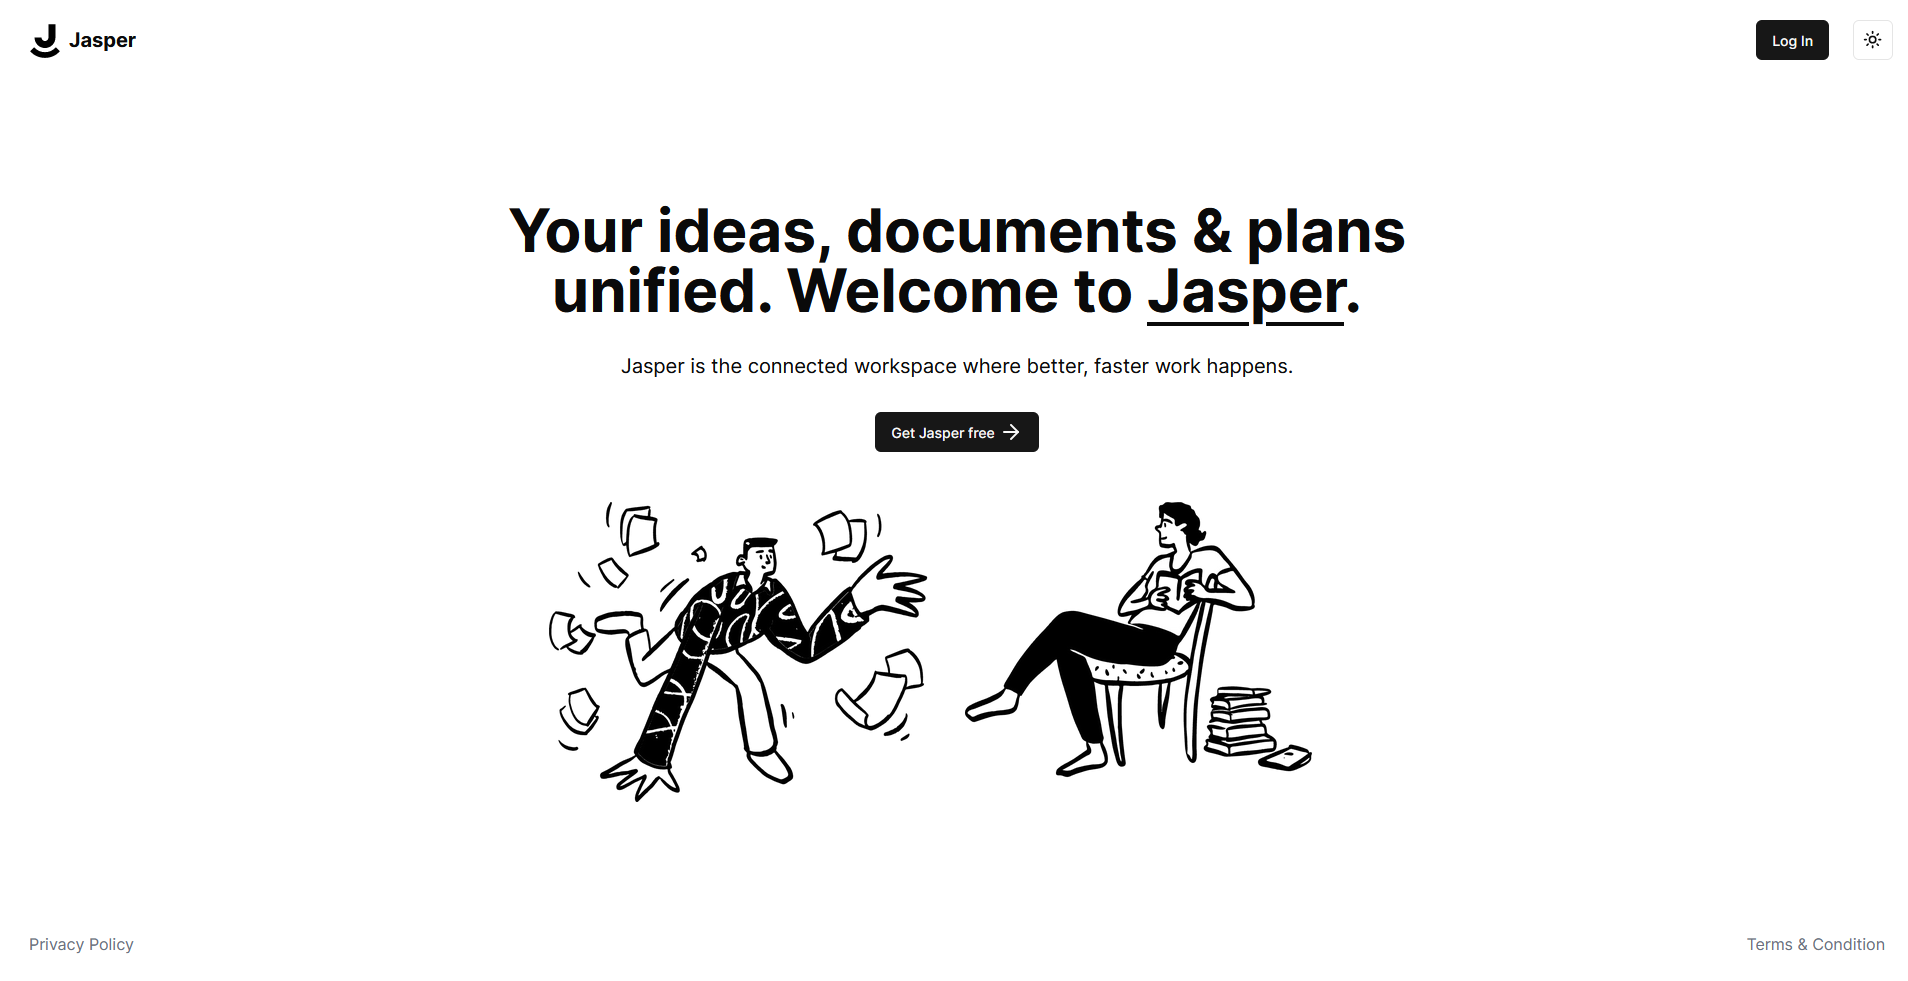 Jasper
Log In
Your ideas, documents & plans
unified. Welcome to Jasper.
Jasper is the connected workspace where better, faster work happens.
Get Jasper free
Privacy Policy
Terms & Condition